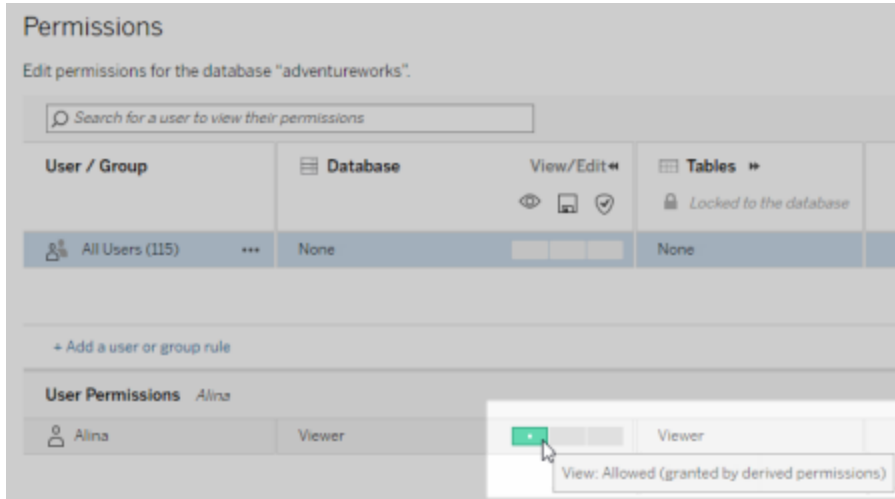 Permissions
Edit permissions for the database “adventureworks”.
Search for a user to view their permissions
User / Group Database View/Edit Tables
Locked to the database
All Users (115) ••• None None
+ Add a user or group rule
User Permissions Alina
Alina Viewer Viewer
View: Allowed (granted by derived permissions)